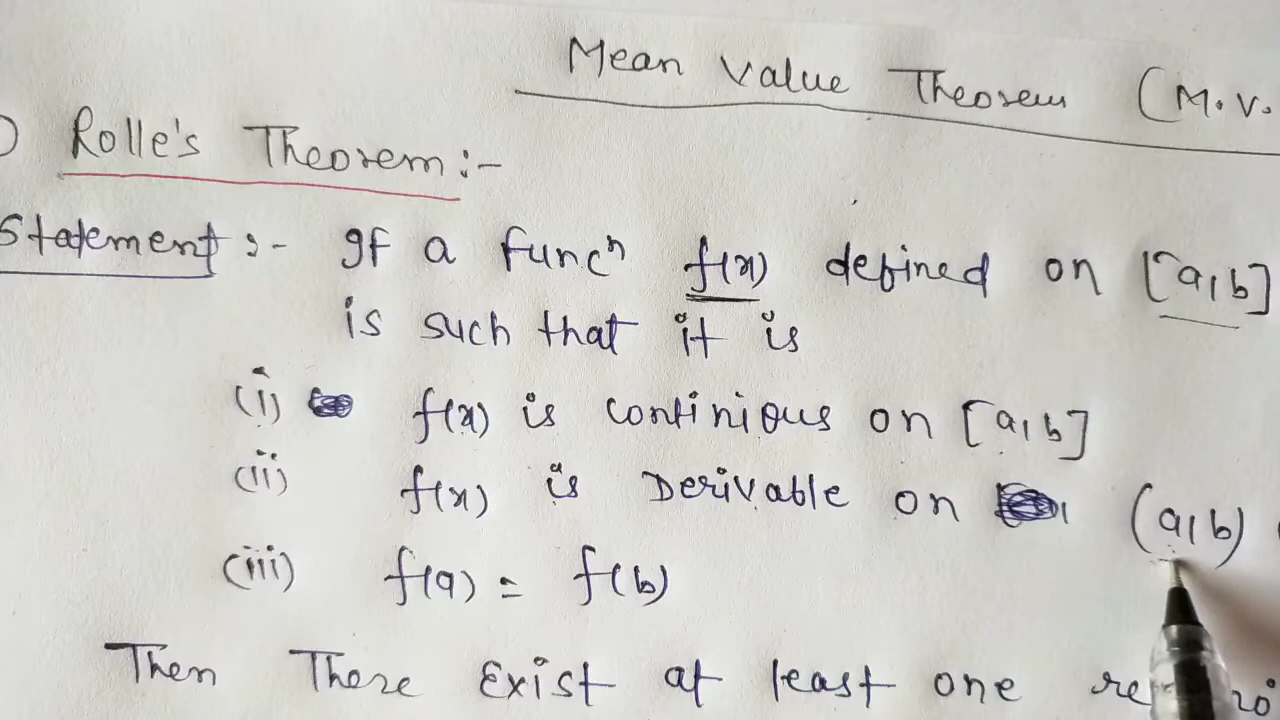 Mean Value Theorem (M.V.
Rolle's Theorem :-
Statement :- If a funcⁿ f(x) defined on [a,b]
is such that it is
(i) f(x) is continious on [a,b]
(ii) f(x) is Derivable on (a,b)
(iii) f(a) = f(b)
Then There Exist at least one